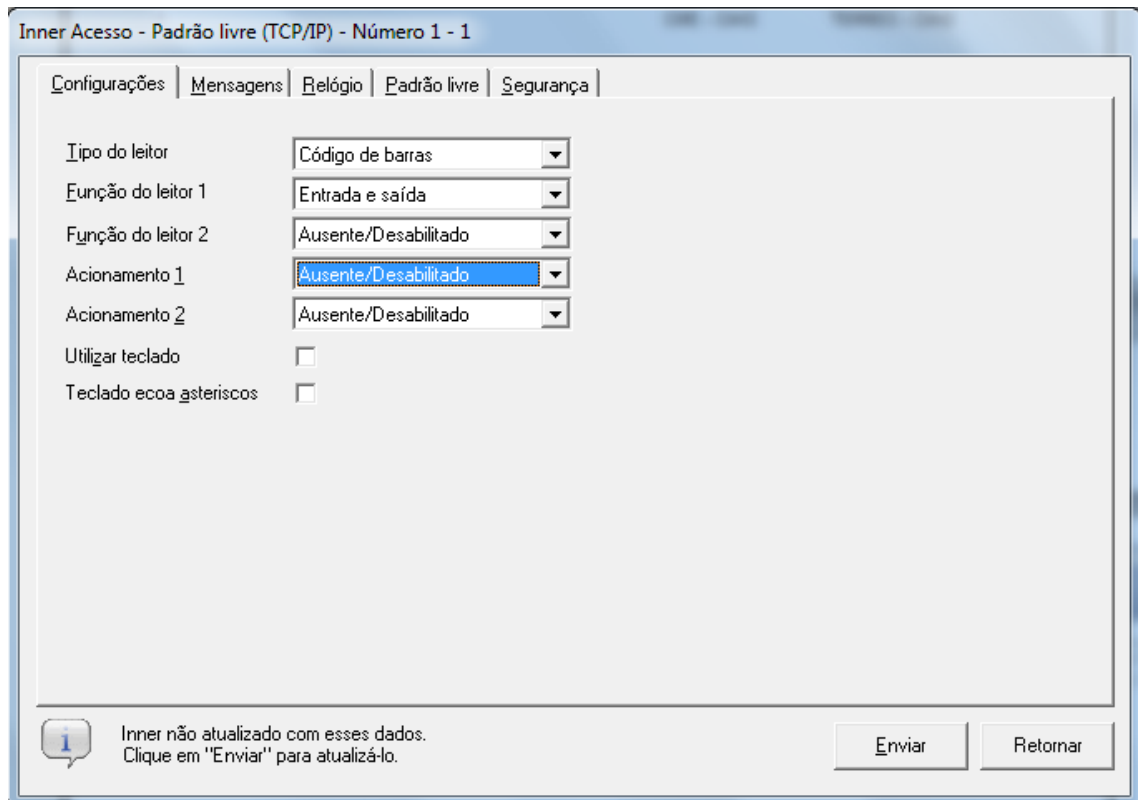 Inner Acesso - Padrão livre (TCP/IP) - Número 1 - 1
Configurações Mensagens Relógio Padrão livre Segurança
Tipo do leitor Código de barras
Função do leitor 1 Entrada e saída
Função do leitor 2 Ausente/Desabilitado
Acionamento 1 Ausente/Desabilitado
Acionamento 2 Ausente/Desabilitado
Utilizar teclado
Teclado ecoa asteriscos
Inner não atualizado com esses dados.
Clique em "Enviar" para atualizá-lo.
Enviar Retornar